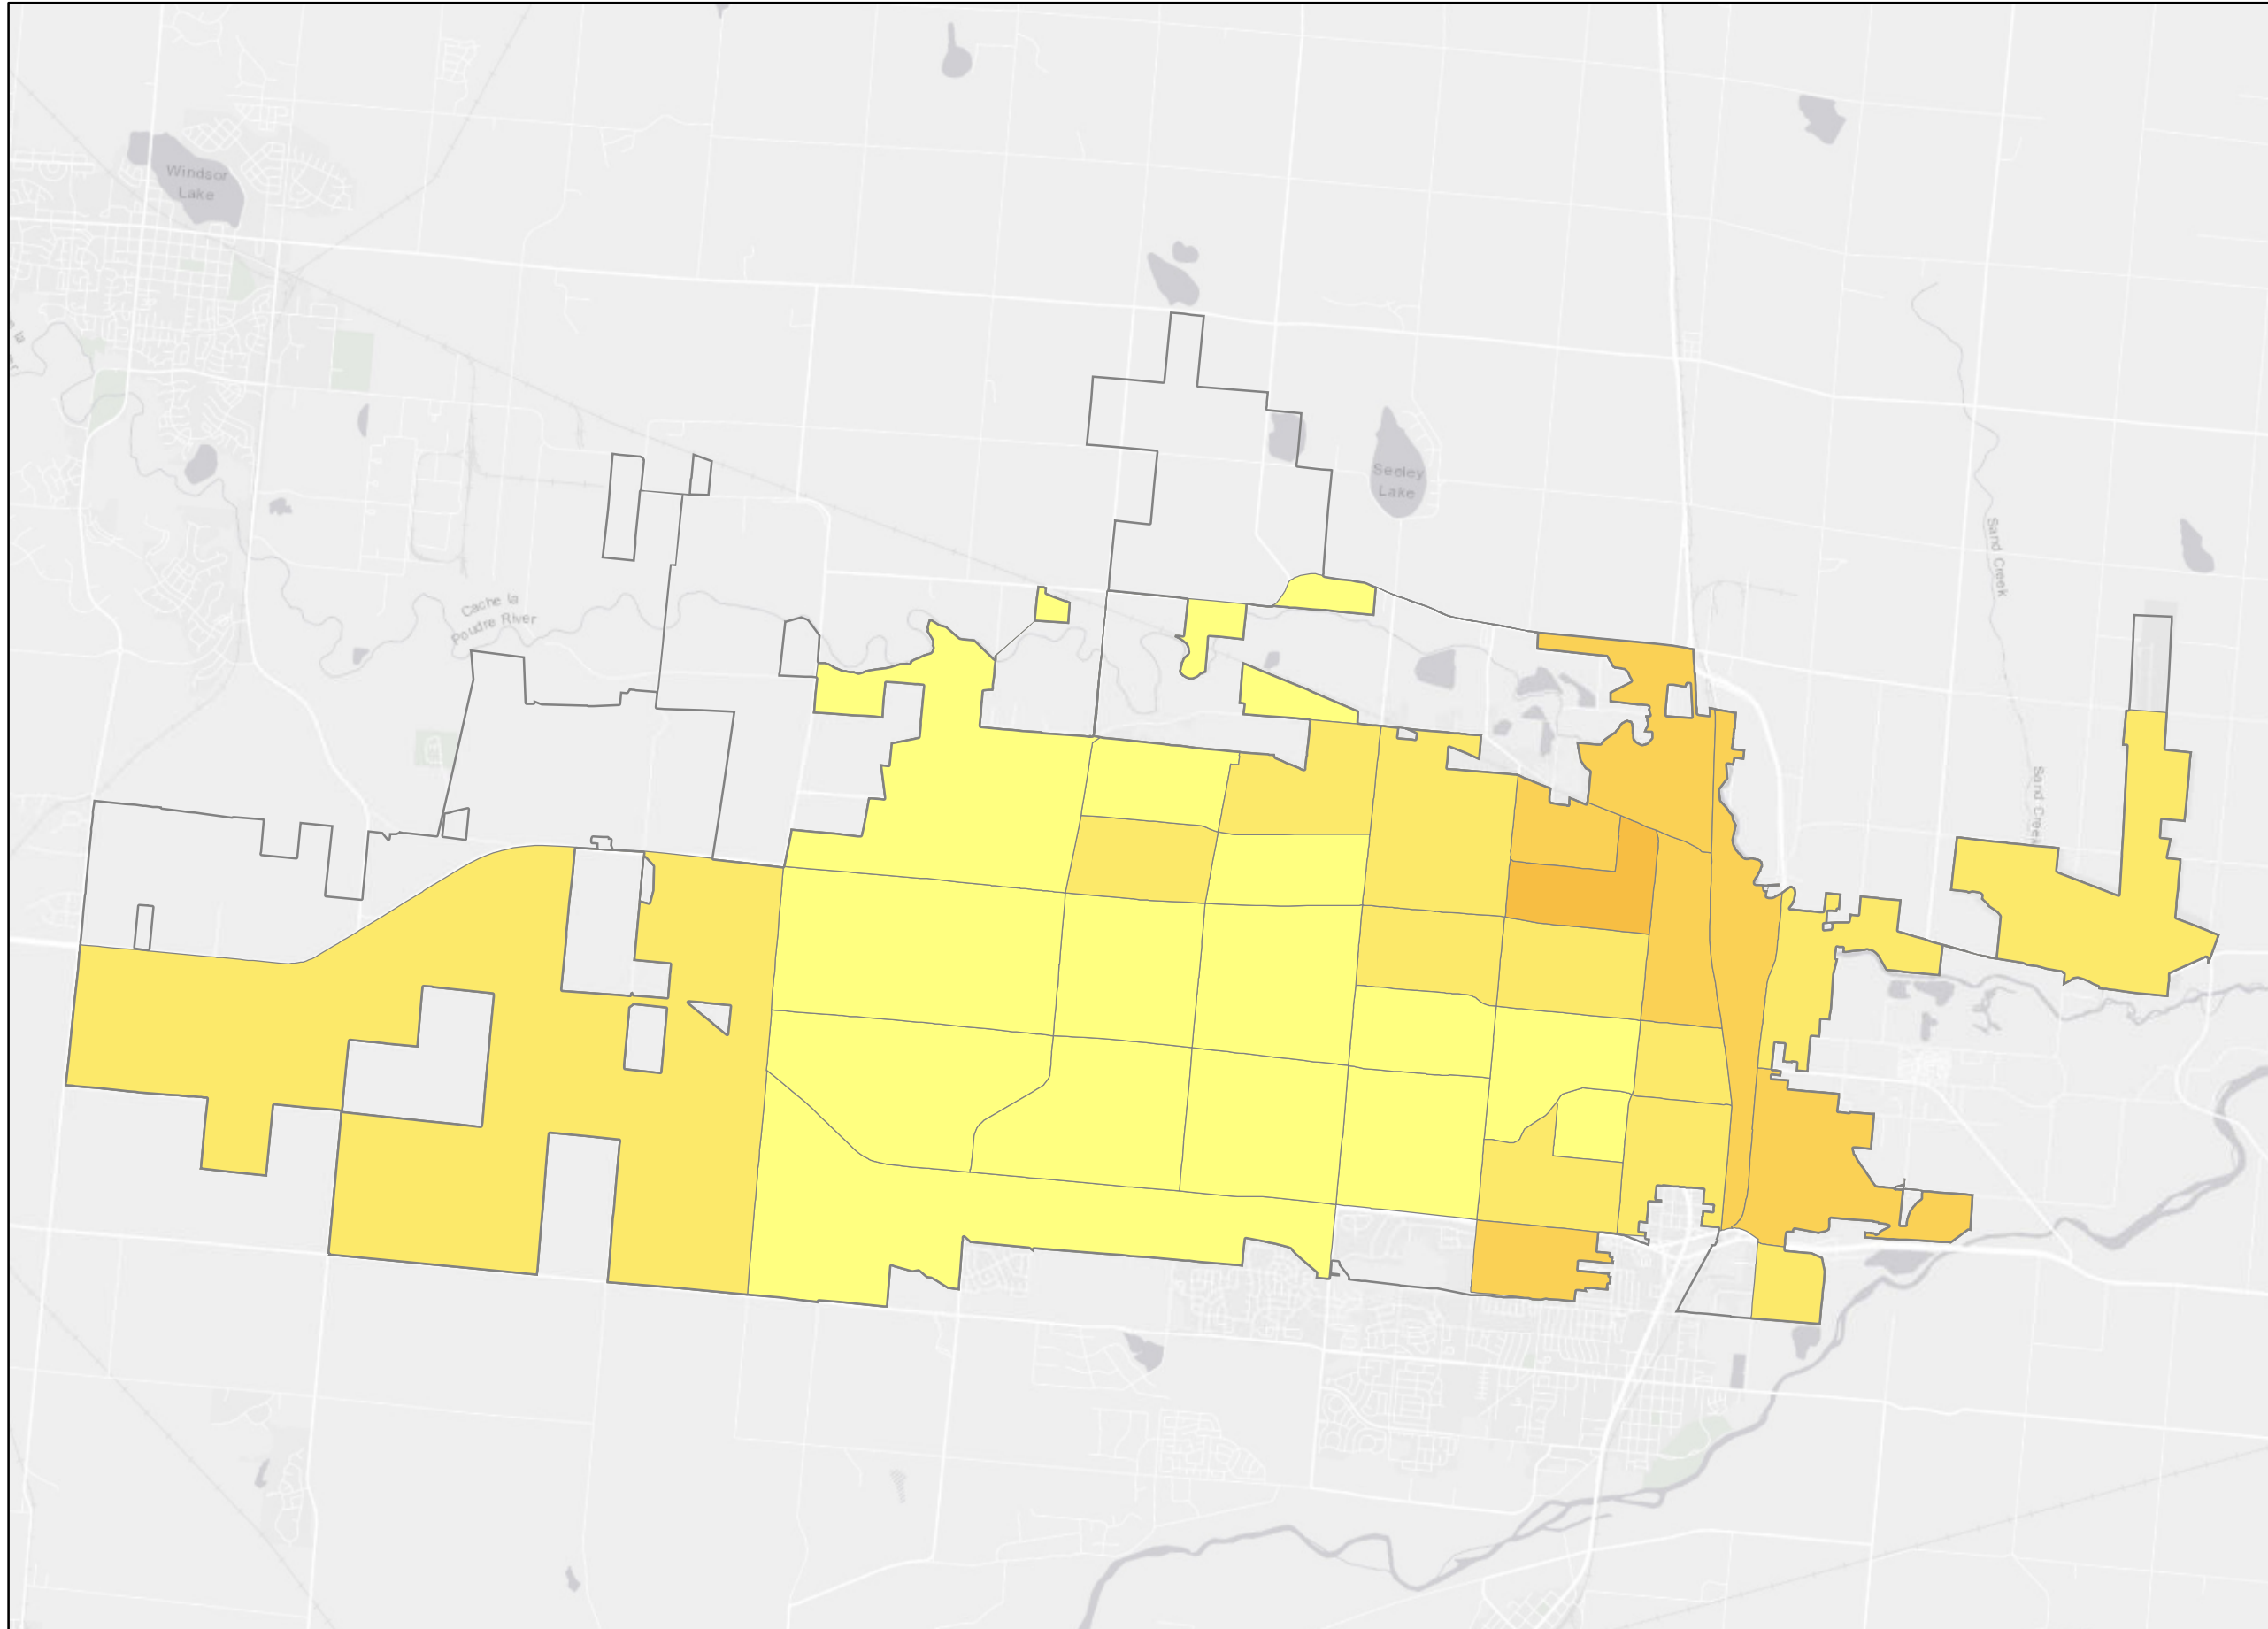 Windsor
Lake
Seeley
Lake
Sand Creek
Cache la
Poudre River
Sand Creek